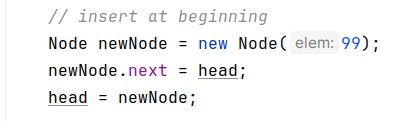 // insert at beginning
Node newNode = new Node( elem: 99);
newNode.next = head;
head = newNode;